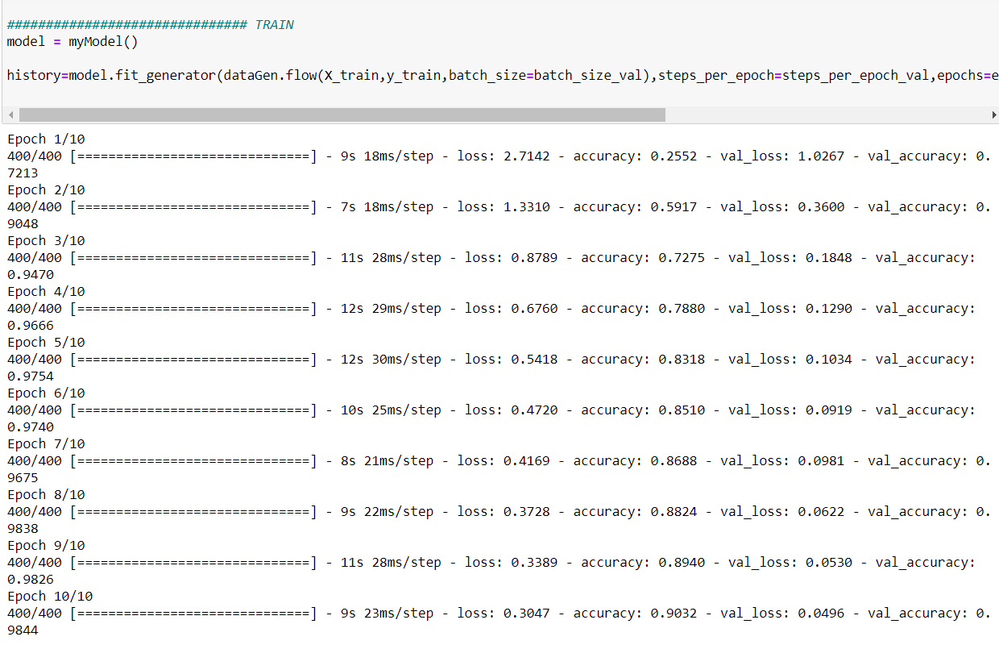 ############################### TRAIN
model = myModel()
history=model.fit_generator(dataGen.flow(X_train,y_train,batch_size=batch_size_val),steps_per_epoch=steps_per_epoch_val,epochs=e
Epoch 1/10
400/400 [==============================] - 9s 18ms/step - loss: 2.7142 - accuracy: 0.2552 - val_loss: 1.0267 - val_accuracy: 0.
7213
Epoch 2/10
400/400 [==============================] - 7s 18ms/step - loss: 1.3310 - accuracy: 0.5917 - val_loss: 0.3600 - val_accuracy: 0.
9048
Epoch 3/10
400/400 [==============================] - 11s 28ms/step - loss: 0.8789 - accuracy: 0.7275 - val_loss: 0.1848 - val_accuracy:
0.9470
Epoch 4/10
400/400 [==============================] - 12s 29ms/step - loss: 0.6760 - accuracy: 0.7880 - val_loss: 0.1290 - val_accuracy:
0.9666
Epoch 5/10
400/400 [==============================] - 12s 30ms/step - loss: 0.5418 - accuracy: 0.8318 - val_loss: 0.1034 - val_accuracy:
0.9754
Epoch 6/10
400/400 [==============================] - 10s 25ms/step - loss: 0.4720 - accuracy: 0.8510 - val_loss: 0.0919 - val_accuracy:
0.9740
Epoch 7/10
400/400 [==============================] - 8s 21ms/step - loss: 0.4169 - accuracy: 0.8688 - val_loss: 0.0981 - val_accuracy: 0.
9675
Epoch 8/10
400/400 [==============================] - 9s 22ms/step - loss: 0.3728 - accuracy: 0.8824 - val_loss: 0.0622 - val_accuracy: 0.
9838
Epoch 9/10
400/400 [==============================] - 11s 28ms/step - loss: 0.3389 - accuracy: 0.8940 - val_loss: 0.0530 - val_accuracy:
0.9826
Epoch 10/10
400/400 [==============================] - 9s 23ms/step - loss: 0.3047 - accuracy: 0.9032 - val_loss: 0.0496 - val_accuracy: 0.
9844